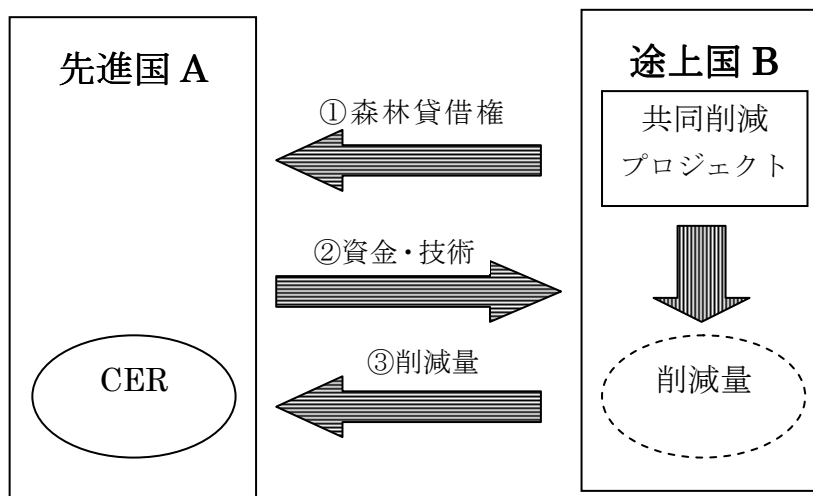 先進国 A
途上国 B
①森林貸借権
共同削減
プロジェクト
②資金・技術
③削減量
CER
削減量